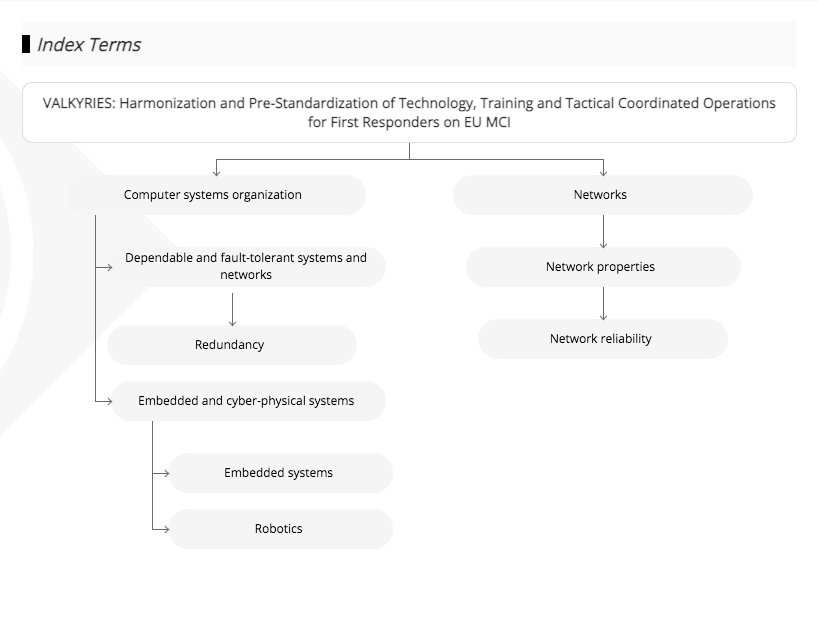 Index Terms
VALKYRIES: Harmonization and Pre-Standardization of Technology, Training and Tactical Coordinated Operations
for First Responders on EU MCI
Computer systems organization
Networks
Dependable and fault-tolerant systems and
networks
Network properties
Redundancy
Network reliability
Embedded and cyber-physical systems
Embedded systems
Robotics